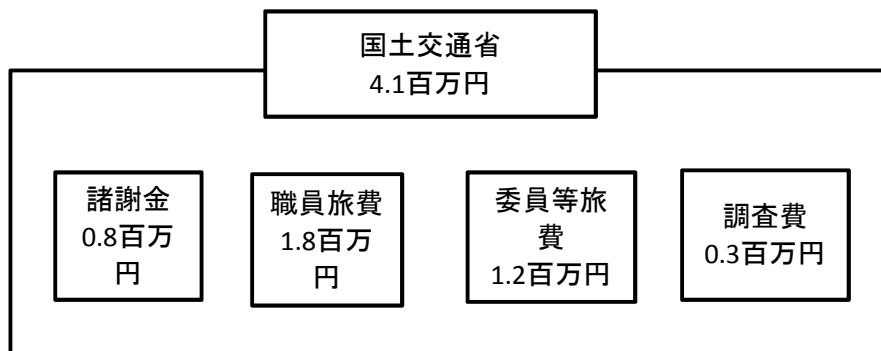 国土交通省
4.1百万円
諸謝金
0.8百万
円
職員旅費
1.8百万
円
委員等旅
費
1.2百万円
調査費
0.3百万円